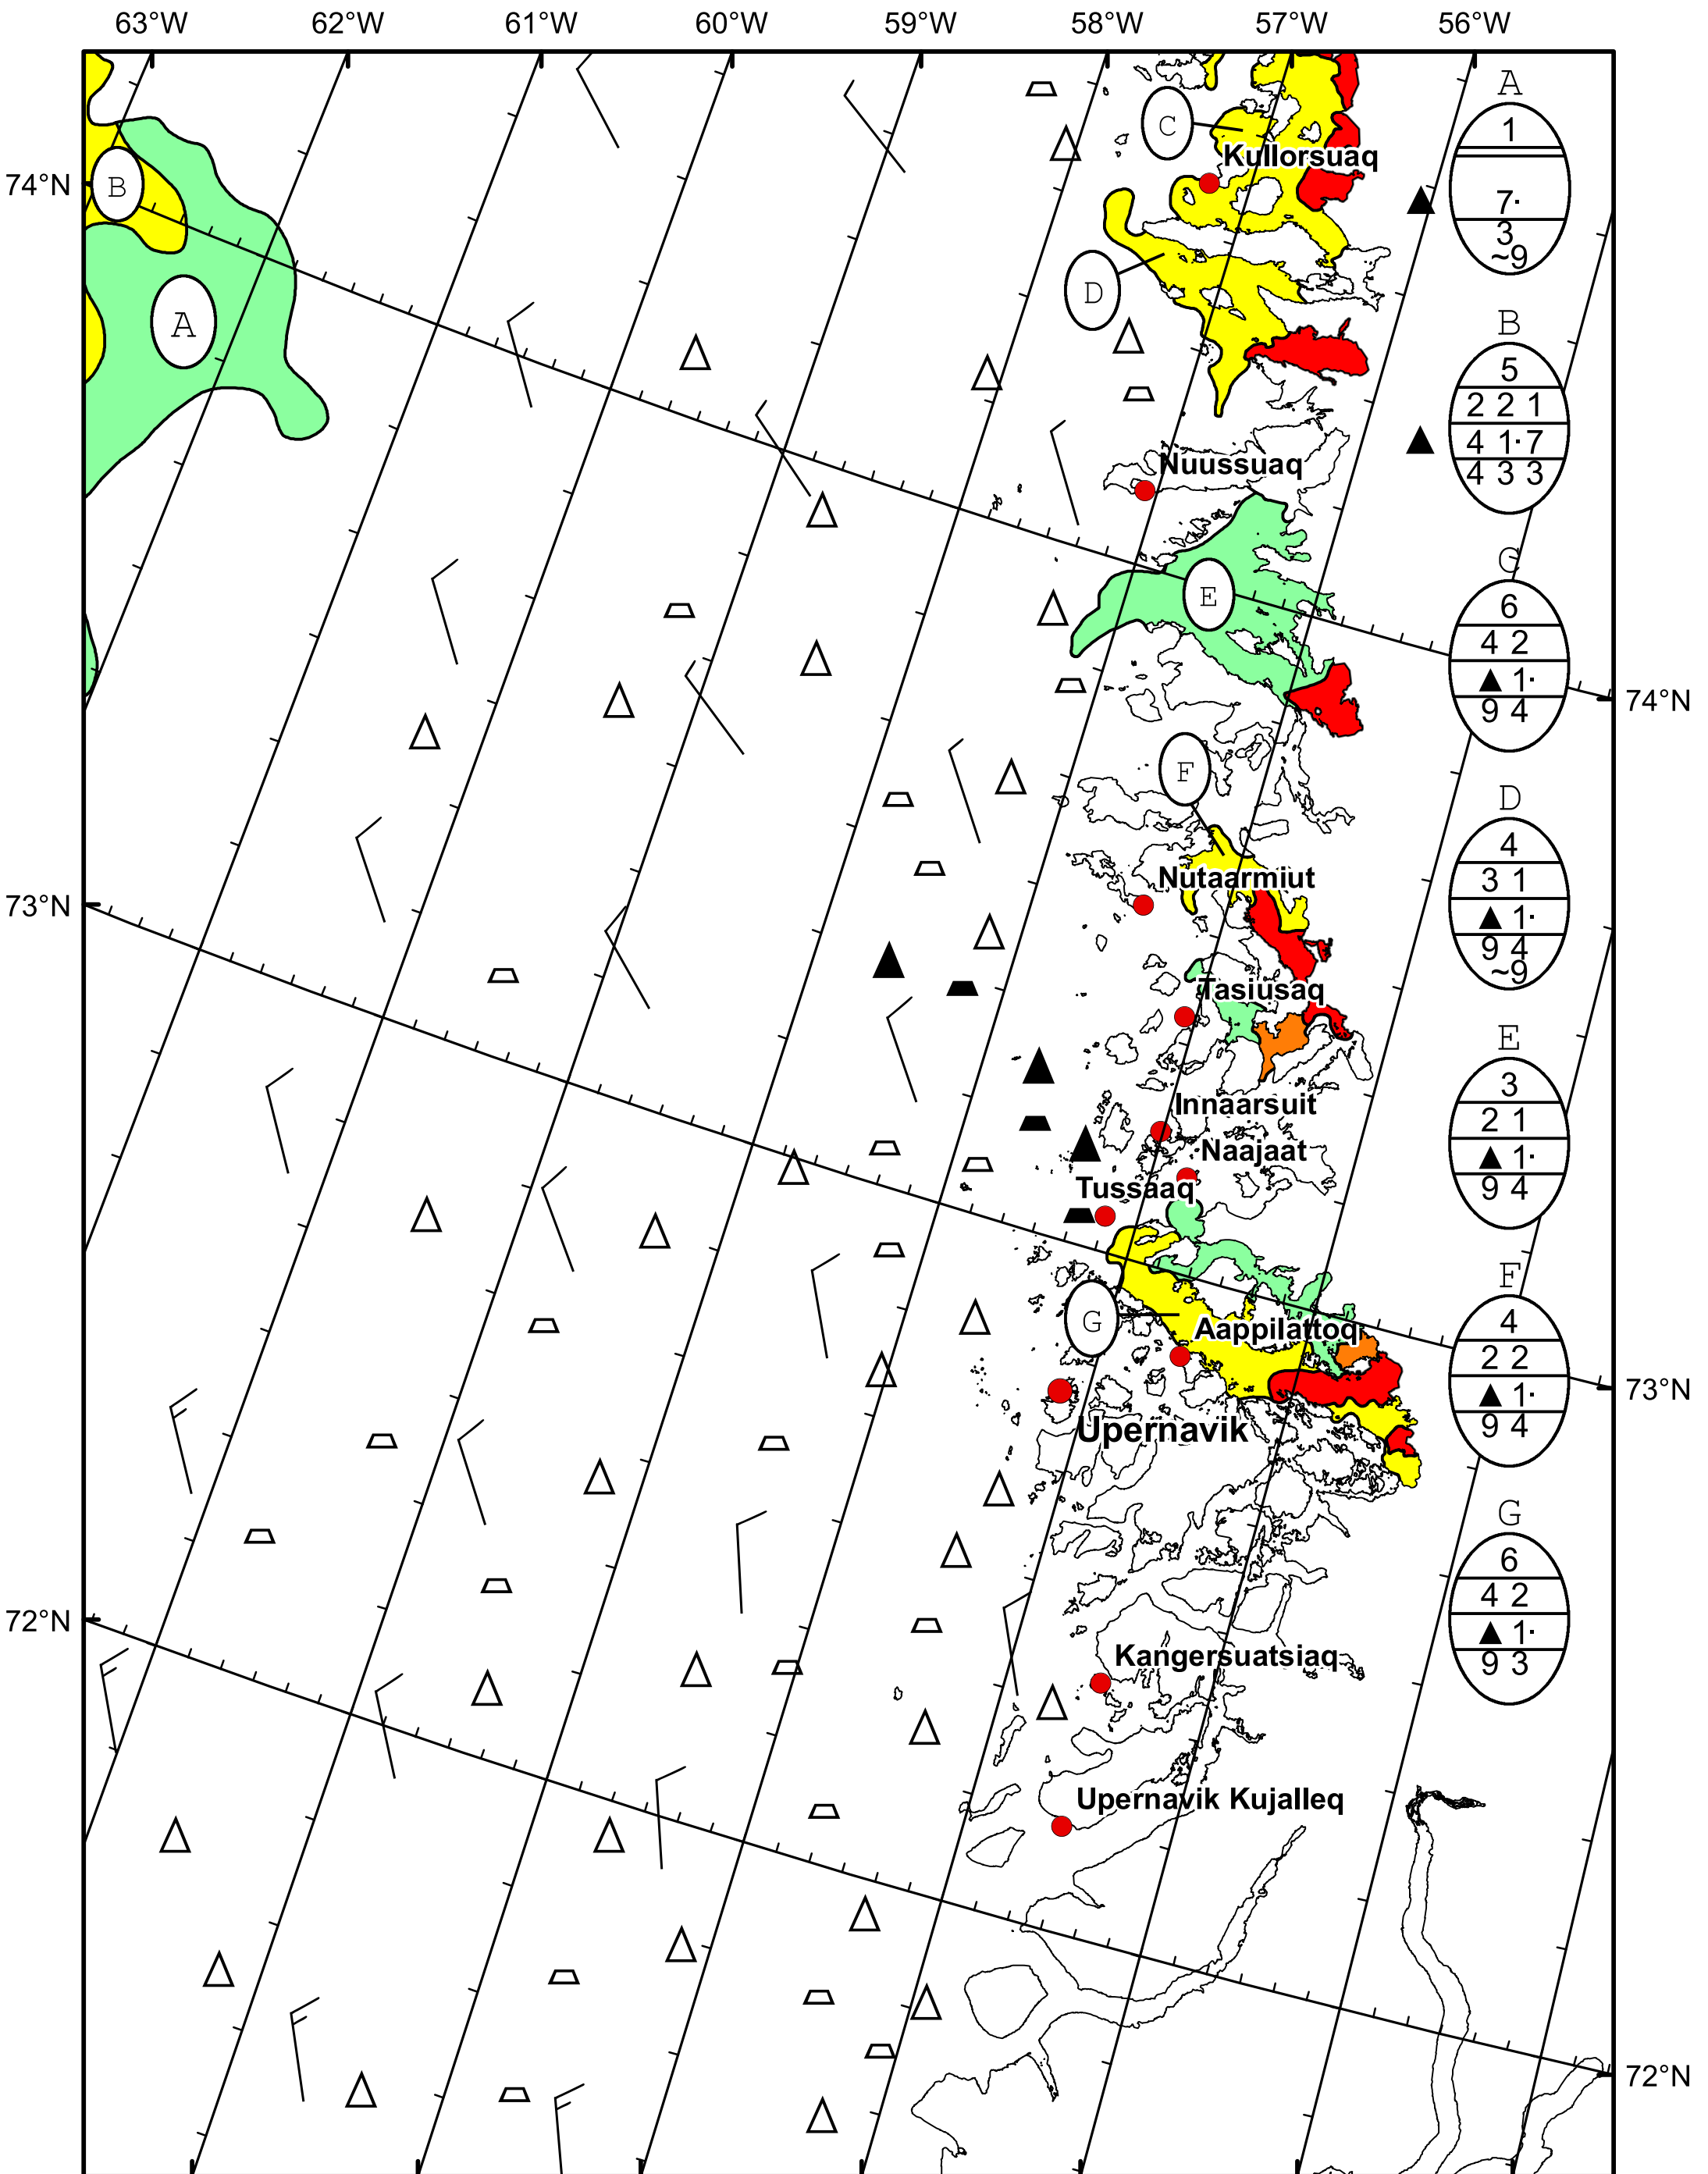 63°W 62°W 61°W 60°W 59°W 58°W 57°W 56°W
A
1
C
Kullorsuaq
74°N
B
7·
3
~9
D
A
B
5
2 2 1
4 1·7
4 3 3
Nuussuaq
C
E
6
4 2
1·
9 4
74°N
F
D
4
3 1
1·
9 4
~9
Nutaarmiut
73°N
Tasiusaq
E
3
2 1
1·
9 4
Innaarsuit
Naajaat
Tussaaq
F
4
2 2
1·
9 4
G
Aappilattoq
73°N
Upernavik
G
6
4 2
1·
9 3
72°N
Kangersuatsiaq
Upernavik Kujalleq
72°N